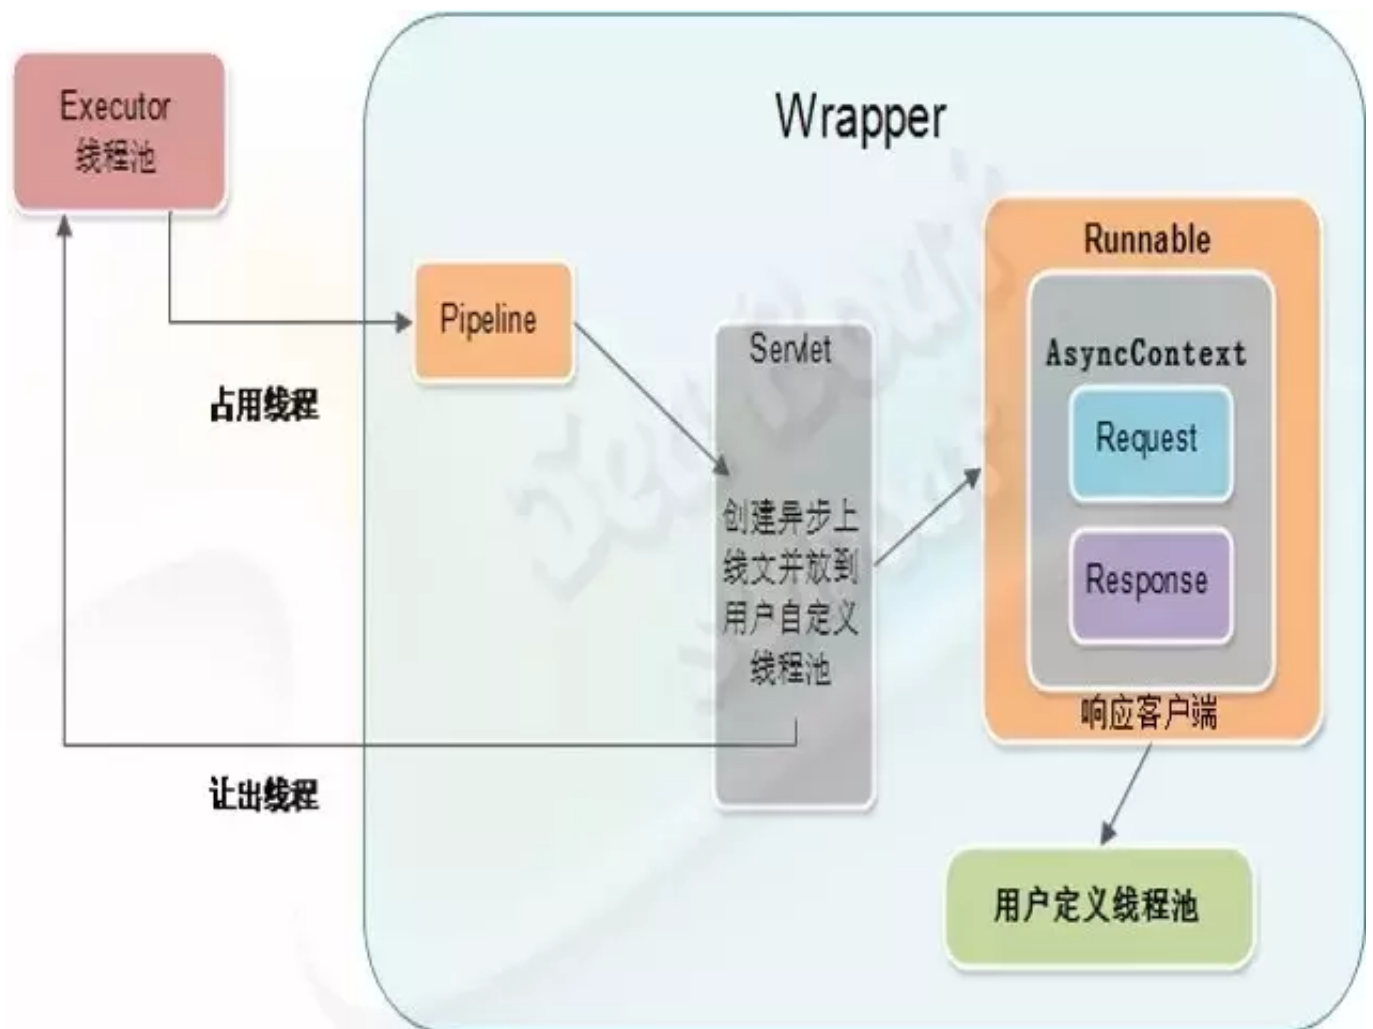 Executor
线程池
Wrapper
Pipeline
占用线程
Servlet
创建异步上
线文并放到
用户自定义
线程池
让出线程
Runnable
AsyncContext
Request
Response
响应客户端
用户定义线程池